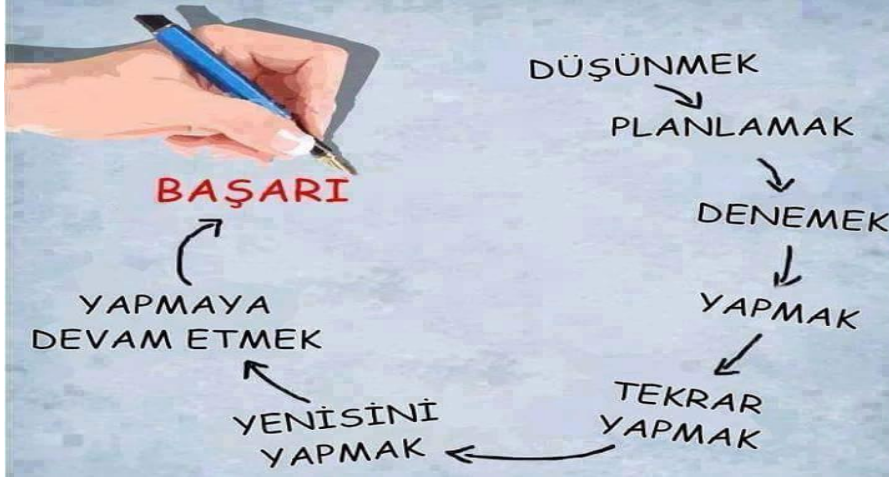 DÜŞÜNMEK
PLANLAMAK
DENEMEK
YAPMAK
TEKRAR
YAPMAK
YENİSİNİ
YAPMAK
YAPMAYA
DEVAM ETMEK
BAŞARI